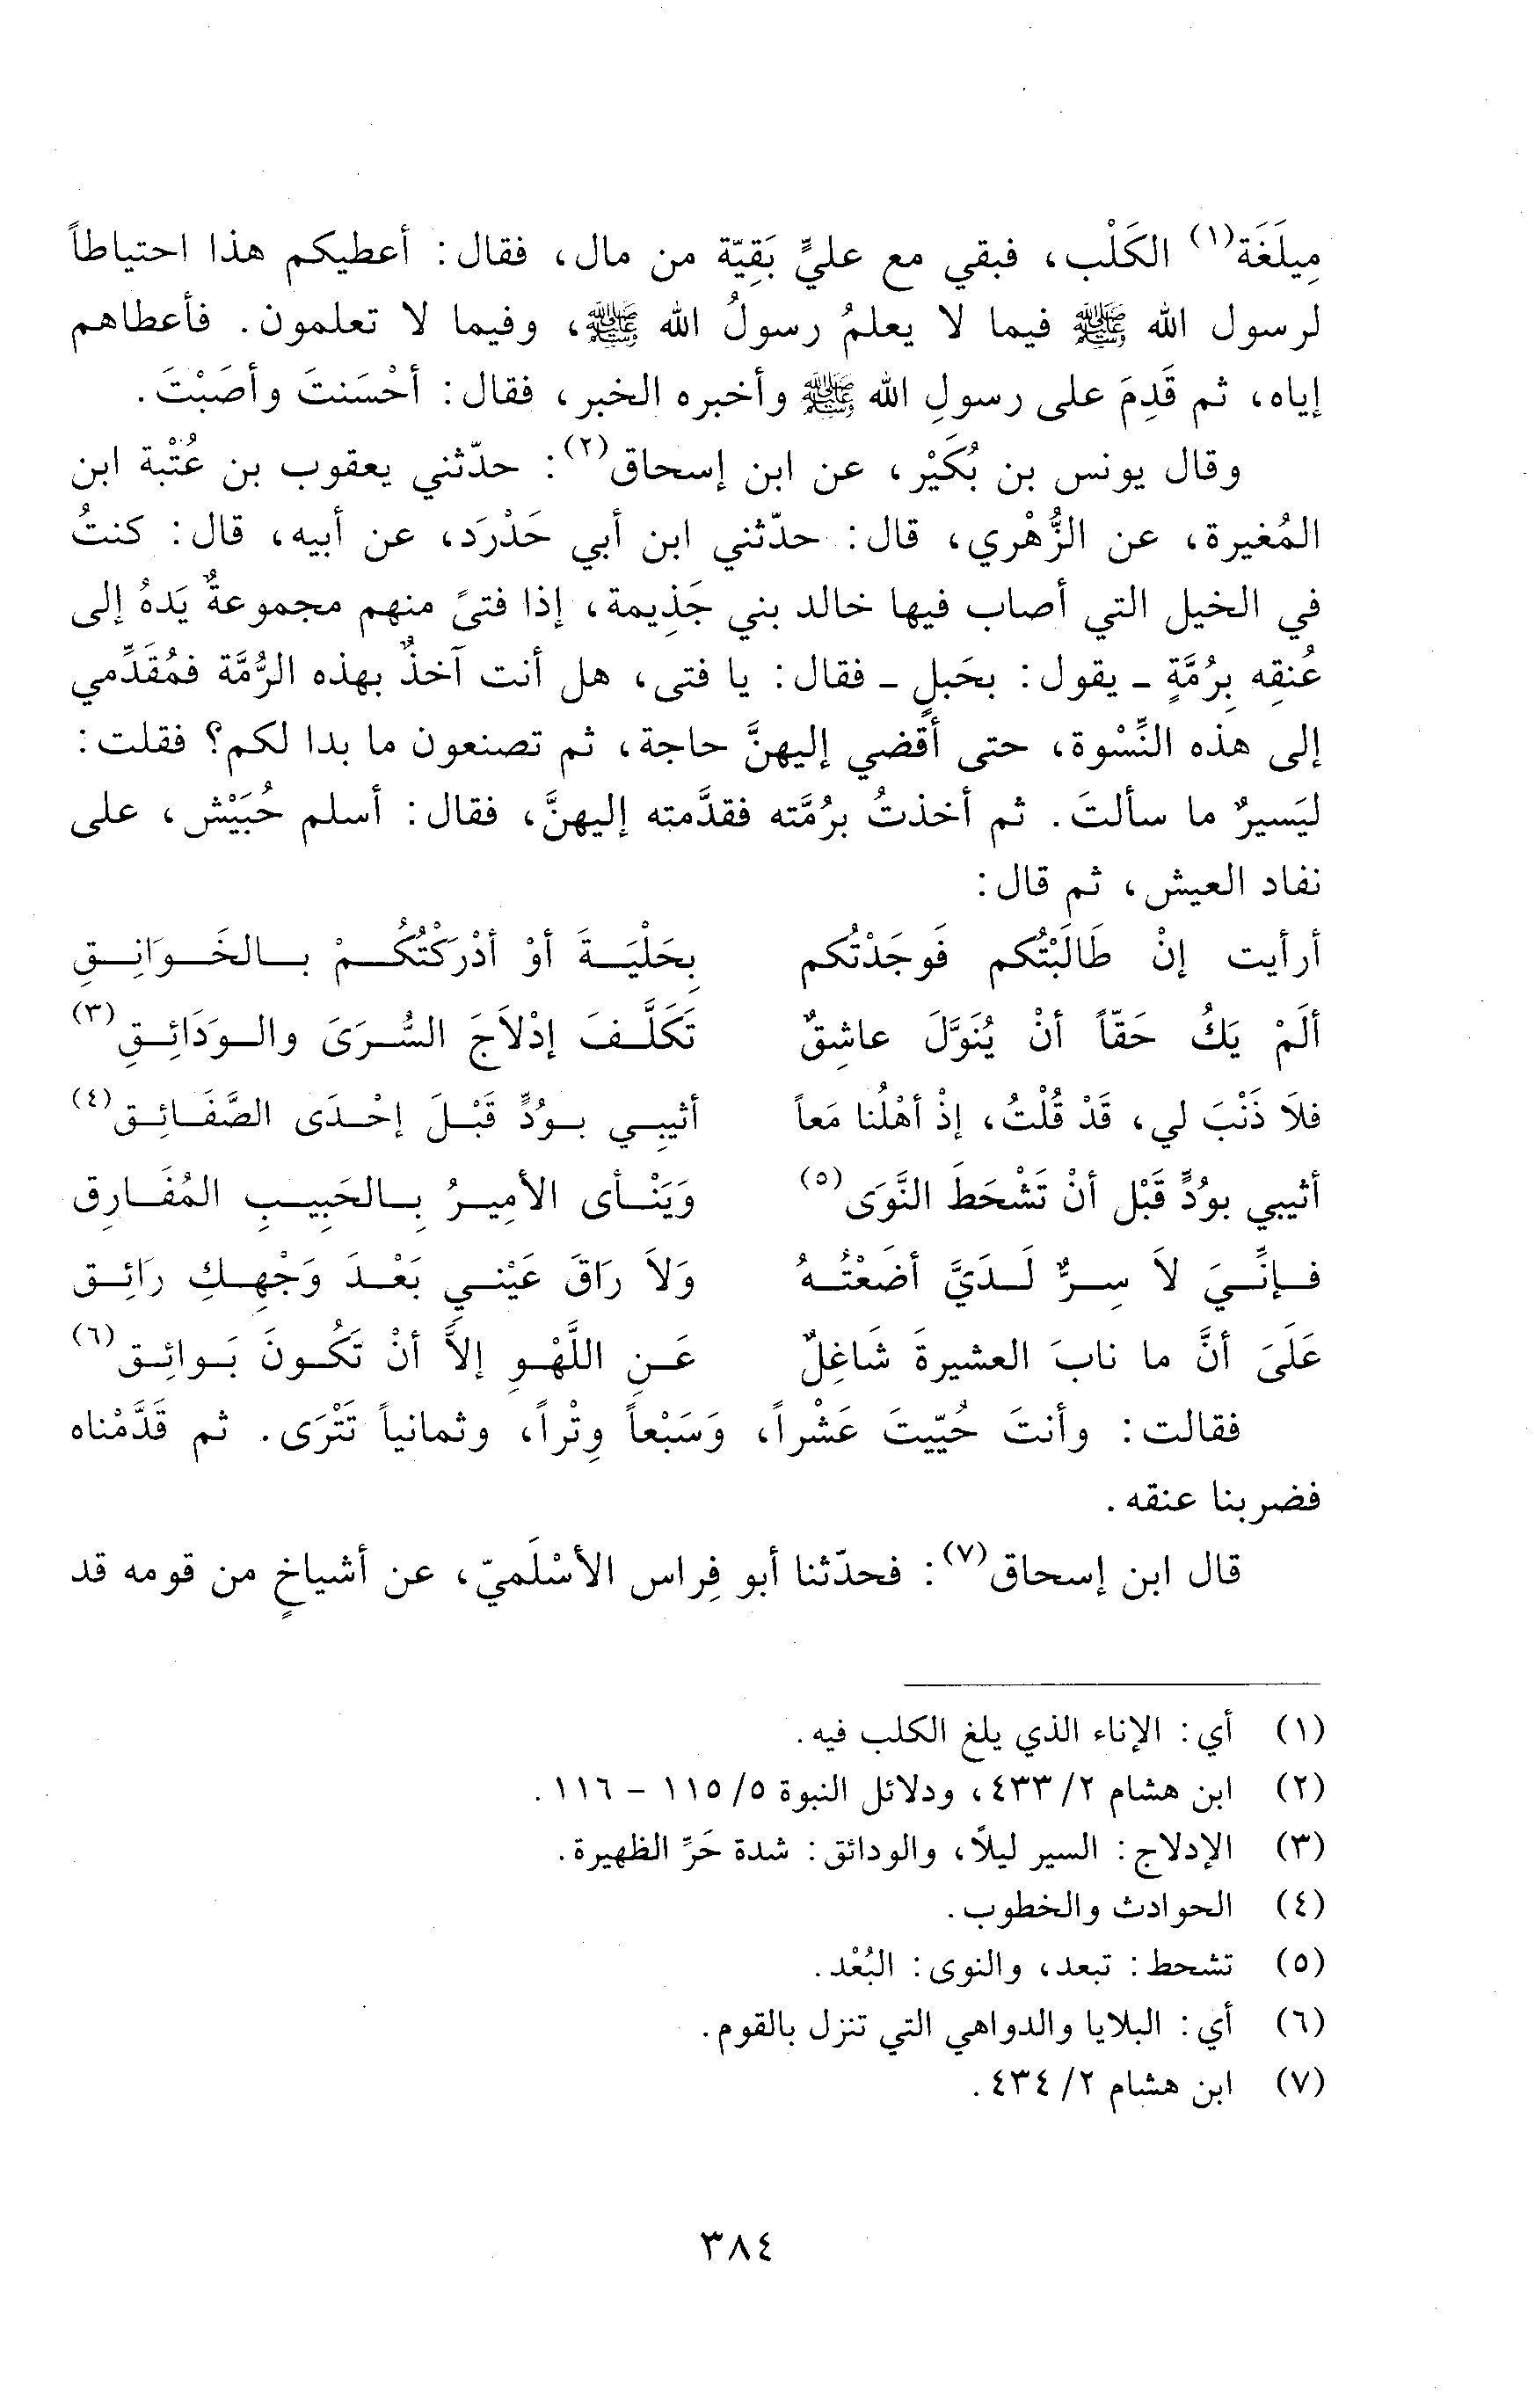 مِيلَغَة(١) الكَلْب، فبقي مع عليٍّ بَقِيّة من مال، فقال: أعطيكم هذا احتياطاً
لرسول الله ﷺ فيما لا يعلمُ رسولُ الله ﷺ، وفيما لا تعلمون. فأعطاهم
إياه، ثم قَدِمَ على رسولِ الله ﷺ وأخبره الخبر، فقال: أحْسَنتَ وأصَبْتَ.
وقال يونس بن بُكَيْر، عن ابن إسحاق(٢): حدّثني يعقوب بن عُتْبة ابن
المُغيرة، عن الزُّهْري، قال: حدّثني ابن أبي حَدْرَد، عن أبيه، قال: كنتُ
في الخيل التي أصاب فيها خالد بني جَذِيمة، إذا فتىً منهم مجموعةٌ يَدهُ إلى
عُنقِه بِرُمَّةٍ ـ يقول: بحَبلٍ ـ فقال: يا فتى، هل أنت آخذٌ بهذه الرُّمَّة فمُقَدِّمي
إلى هذه النِّسْوة، حتى أقضي إليهنَّ حاجة، ثم تصنعون ما بدا لكم؟ فقلت:
ليَسيرٌ ما سألتَ. ثم أخذتُ برُمَّته فقدَّمته إليهنَّ، فقال: أسلم حُبَيْش، على
نفاد العيش، ثم قال:
أرأيت إنْ طَالَبْتُكم فَوجَدْتُكم بِحَلْيَةَ أوْ أدْرَكْتُكُمْ بالخَوانِقِ
ألَمْ يَكُ حَقّاً أنْ يُنَوَّلَ عاشِقٌ تَكَلَّفَ إدْلاَجَ السُّرَىَ والوَدَائِقِ(٣)
فلاَ ذَنْبَ لي، قَدْ قُلْتُ، إذْ أهْلُنا مَعاً أثيبِي بوُدٍّ قَبْلَ إحْدَى الصَّفَائِق(٤)
أثيبي بوُدٍّ قَبْل أنْ تَشْحَطَ النَّوَى(٥) وَيَنْأى الأمِيرُ بِالحَبِيبِ المُفَارِق
فإنِّيَ لاَ سِرٌّ لَدَيَّ أضَعْتُهُ وَلاَ رَاقَ عَيْني بَعْدَ وَجْهِكِ رَائِق
عَلَىَ أنَّ ما نابَ العشيرةَ شَاغِلٌ عَنِ اللَّهْوِ إلاَّ أنْ تَكُونَ بَوائِق(٦)
فقالت: وأنتَ حُيّيتَ عَشْراً، وَسَبْعاً وِتْراً، وثمانياً تَتْرَى. ثم قَدَّمْناه
فضربنا عنقه.
قال ابن إسحاق(٧): فحدّثنا أبو فِراس الأسْلَميّ، عن أشياخٍ من قومه قد
(١) أي: الإناء الذي يلغ الكلب فيه.
(٢) ابن هشام ٢/ ٤٣٣، ودلائل النبوة ٥/ ١١٥ – ١١٦.
(٣) الإدلاج: السير ليلاً، والودائق: شدة حَرِّ الظهيرة.
(٤) الحوادث والخطوب.
(٥) تشحط: تبعد، والنوى: البُعْد.
(٦) أي: البلايا والدواهي التي تنزل بالقوم.
(٧) ابن هشام ٢/ ٤٣٤.
٣٨٤